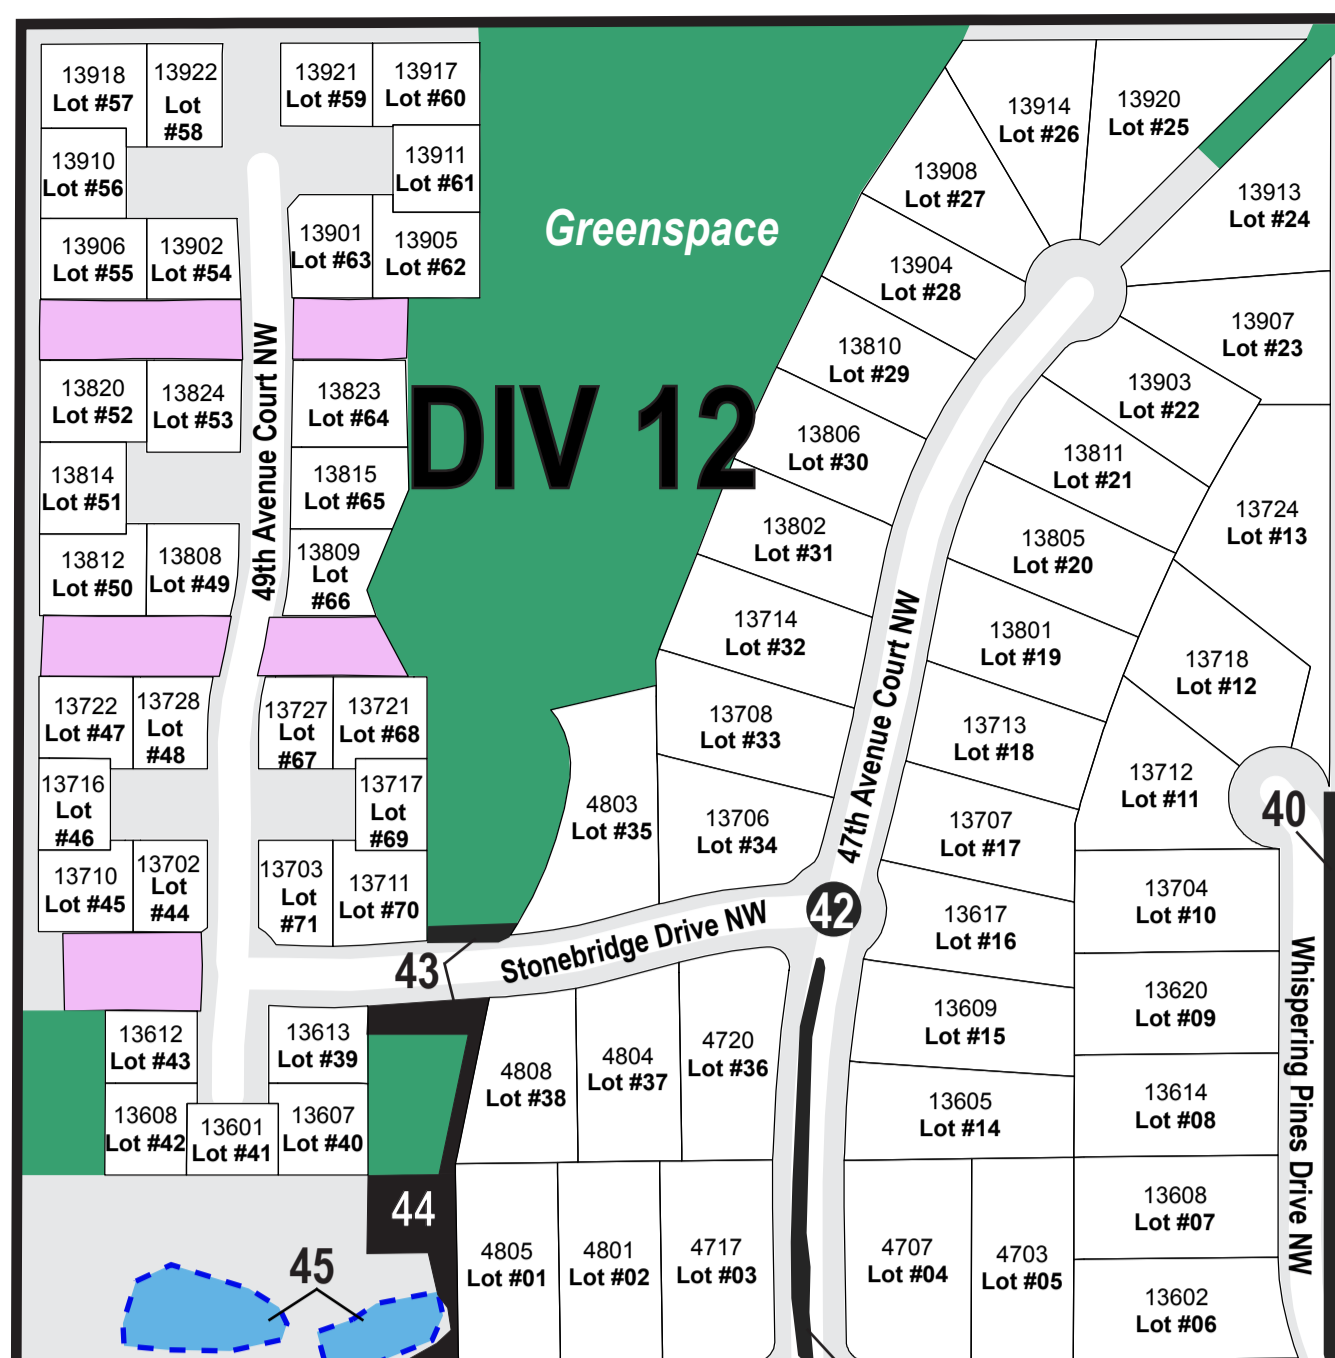 13918
Lot #57
13922
Lot
#58
13921
Lot #59
13917
Lot #60
13910
Lot #56
13911
Lot #61
13906
Lot #55
13902
Lot #54
13901
Lot #63
13905
Lot #62
13820
Lot #52
13824
Lot #53
13823
Lot #64
13814
Lot #51
13815
Lot #65
13812
Lot #50
13808
Lot #49
13809
Lot
#66
49th Avenue Court NW
13722
Lot #47
13728
Lot
#48
13727
Lot
#67
13721
Lot #68
13716
Lot
#46
13717
Lot
#69
13710
Lot #45
13702
Lot
#44
13703
Lot
#71
13711
Lot #70
13612
Lot #43
13613
Lot #39
13608
Lot #42
13601
Lot #41
13607
Lot #40
Greenspace
DIV 12
13914
Lot #26
13920
Lot #25
13908
Lot #27
13913
Lot #24
13904
Lot #28
13907
Lot #23
13810
Lot #29
13903
Lot #22
13806
Lot #30
13811
Lot #21
13802
Lot #31
13805
Lot #20
13724
Lot #13
13714
Lot #32
13801
Lot #19
13718
Lot #12
13708
Lot #33
13713
Lot #18
13712
Lot #11
47th Avenue Court NW
4803
Lot #35
13706
Lot #34
13707
Lot #17
40
13704
Lot #10
42
13617
Lot #16
Stonebridge Drive NW
43
13620
Lot #09
Whispering Pines Drive NW
13609
Lot #15
4808
Lot #38
4804
Lot #37
4720
Lot #36
13605
Lot #14
13614
Lot #08
44
13608
Lot #07
45
4805
Lot #01
4801
Lot #02
4717
Lot #03
4707
Lot #04
4703
Lot #05
13602
Lot #06